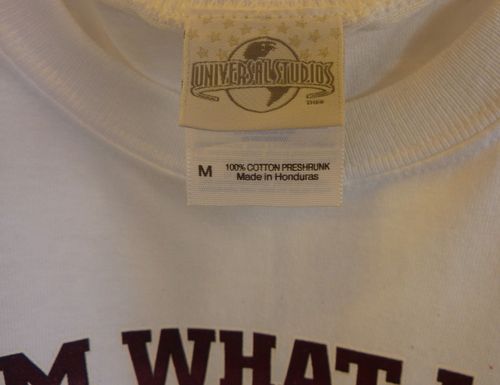 UNIVERSAL STUDIOS
M
100% COTTON PRESHRUNK
Made in Honduras
M WHAT I